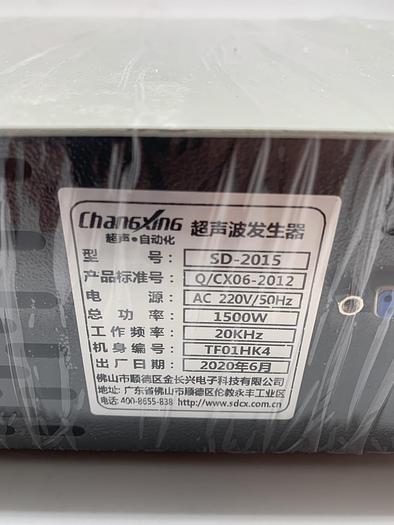 Changxing 超声波发生器
超声●自动化
型 号: SD-2015
产品标准号: Q/CX06-2012
电 源: AC 220V/50Hz
总 功 率: 1500W
工作频率: 20KHz
机身编号: TF01HK4
出厂日期: 2020年6月
佛山市顺德区金长兴电子科技有限公司
地址: 广东省佛山市顺德区伦教永丰工业区
电话: 400-8655-838 http://www.sdcx.com.cn